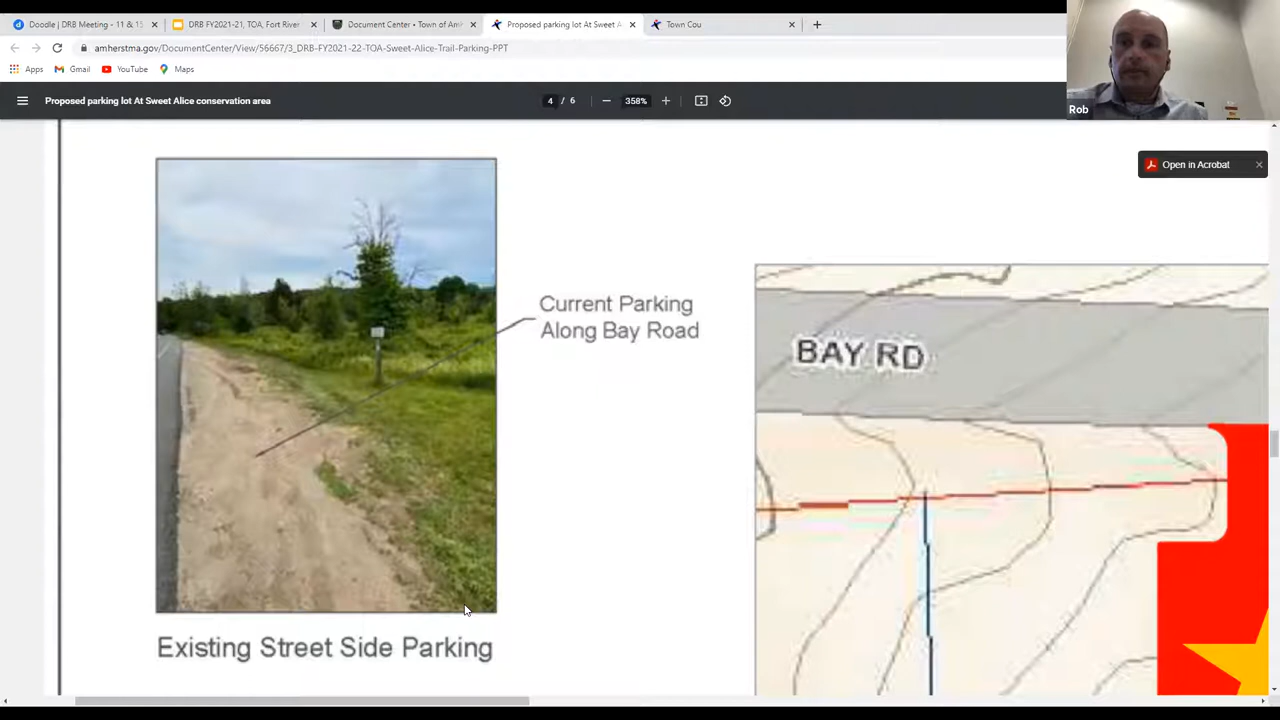 Doodle | DRB Meeting - 11 & 15
DRB FY2021-21, TOA, Fort River
Document Center • Town of Am
Proposed parking lot At Sweet A
Town Cou
amherstma.gov/DocumentCenter/View/56667/3_DRB-FY2021-22-TOA-Sweet-Alice-Trail-Parking-PPT
Apps
Gmail
YouTube
Maps
Proposed parking lot At Sweet Alice conservation area
4 / 6
358%
Rob
Open in Acrobat
Current Parking
Along Bay Road
BAY RD
Existing Street Side Parking